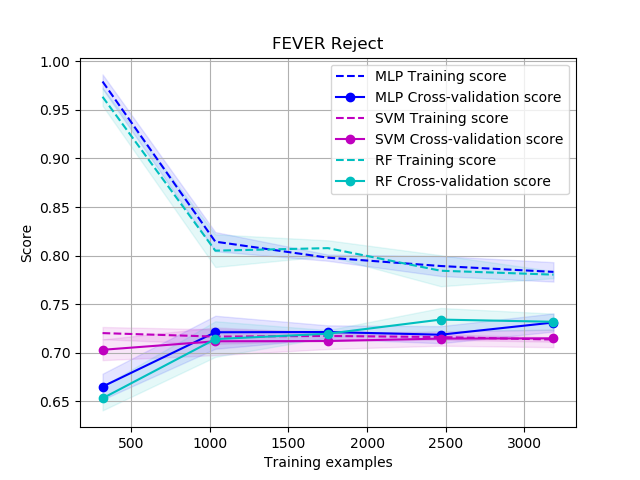 FEVER Reject
MLP Training score
MLP Cross-validation score
SVM Training score
SVM Cross-validation score
RF Training score
RF Cross-validation score
1.00
0.95
0.90
0.85
0.80
0.75
0.70
0.65
Score
500 1000 1500 2000 2500 3000
Training examples